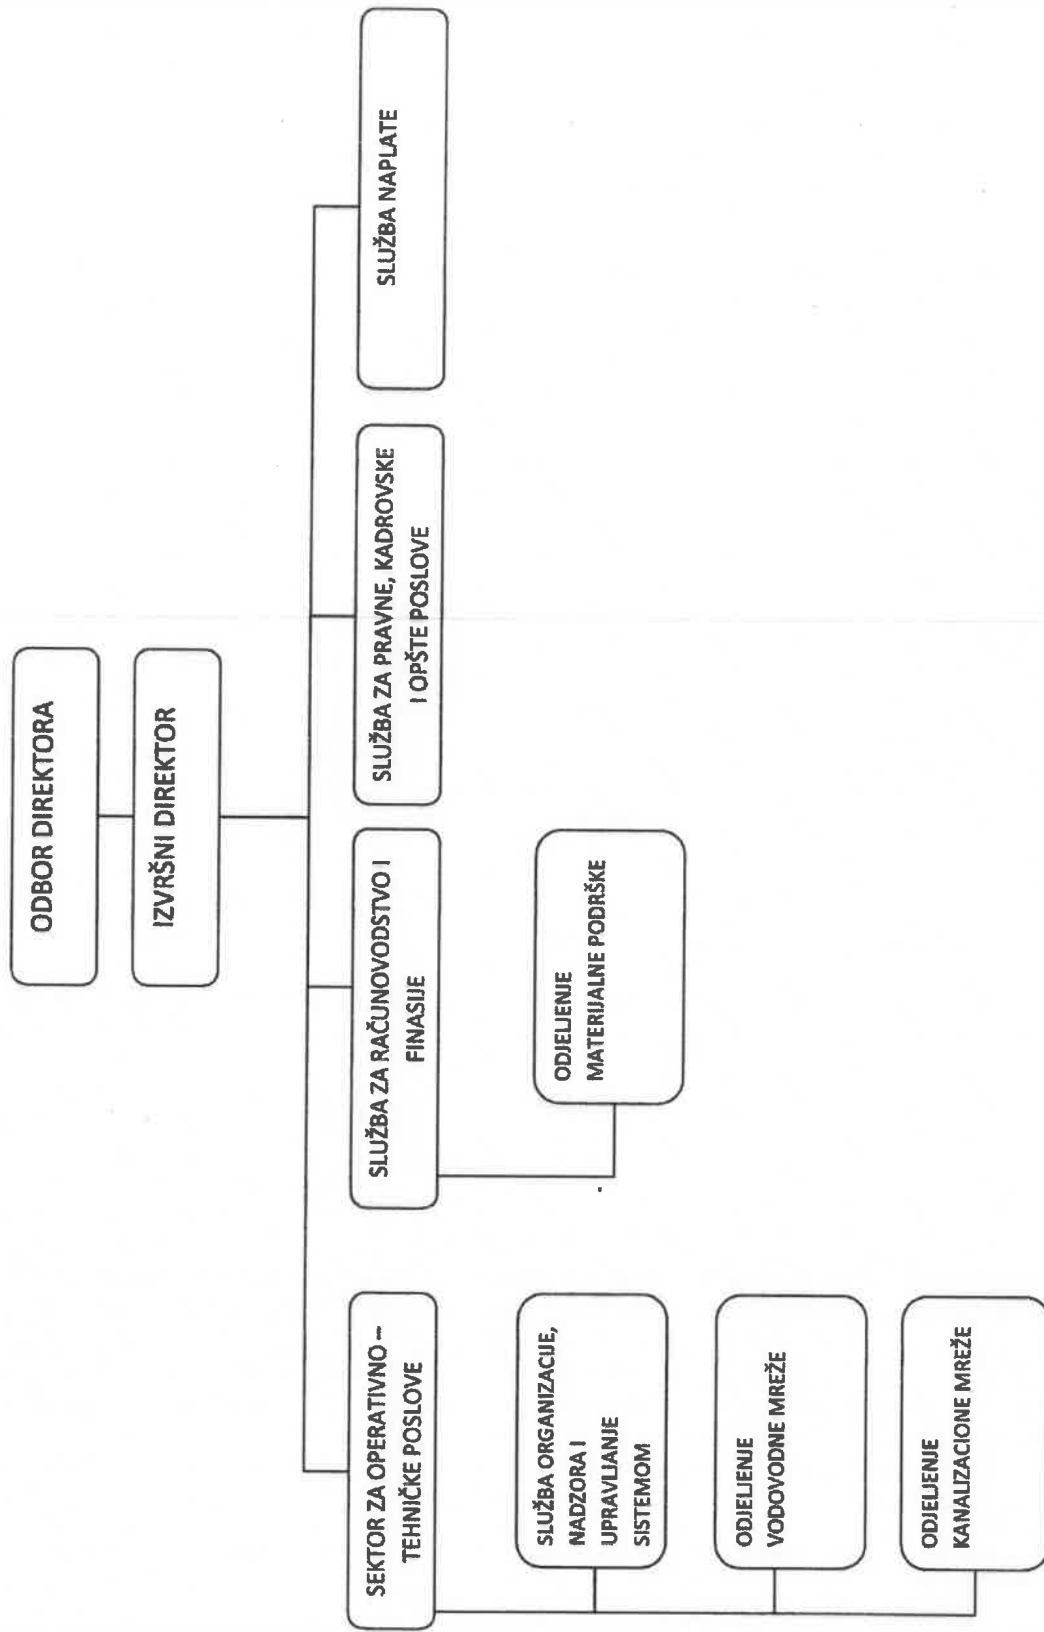 ODBOR DIREKTORA
IZVRŠNI DIREKTOR
SEKTOR ZA OPERATIVNO –
TEHNIČKE POSLOVE
SLUŽBA ZA RAČUNOVODSTVO I
FINASIJE
SLUŽBA ZA PRAVNE, KADROVSKE
I OPŠTE POSLOVE
SLUŽBA NAPLATE
SLUŽBA ORGANIZACIJE,
NADZORA I
UPRAVLJANJE
SISTEMOM
ODJELJENJE
VODOVODNE MREŽE
ODJELJENJE
KANALIZACIONE MREŽE
ODJELJENJE
MATERIJALNE PODRŠKE